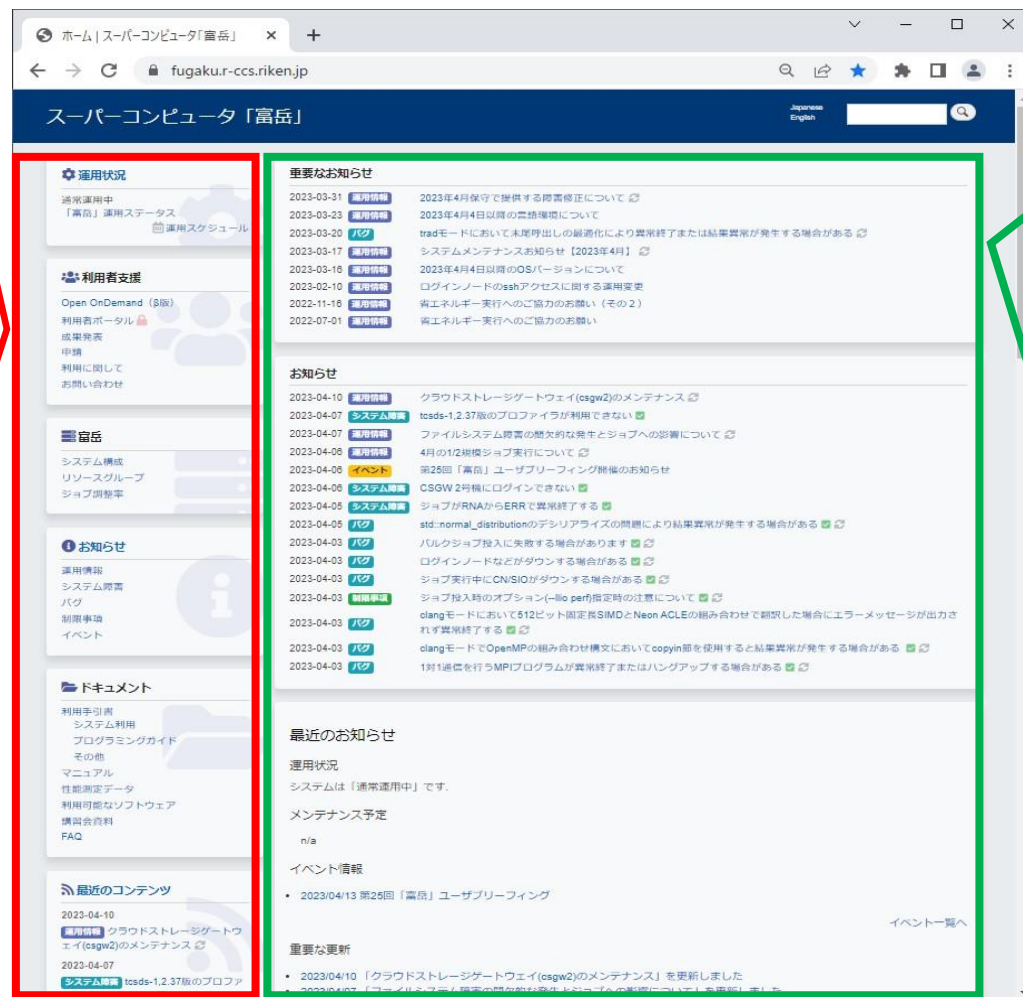 ホーム | スーパーコンピュータ「富岳」
fugaku.r-ccs.riken.jp
スーパーコンピュータ「富岳」
Japanese
English
運用状況
通常運用中
「富岳」運用ステータス
運用スケジュール
利用者支援
Open OnDemand（β版）
利用者ポータル
成果発表
申請
利用に関して
お問い合わせ
富岳
システム構成
リソースグループ
ジョブ調整率
お知らせ
運用情報
システム障害
バグ
制限事項
イベント
ドキュメント
利用手引書
システム利用
プログラミングガイド
その他
マニュアル
性能測定データ
利用可能なソフトウェア
講習会資料
FAQ
最近のコンテンツ
2023-04-10
運用情報 クラウドストレージゲートウ
ェイ(csgw2)のメンテナンス
2023-04-07
システム障害 tcsds-1,2.37版のプロファ
重要なお知らせ
2023-03-31 運用情報 2023年4月保守で提供する障害修正について
2023-03-23 運用情報 2023年4月4日以降の言語環境について
2023-03-20 バグ tradモードにおいて末尾呼出しの最適化により異常終了または結果異常が発生する場合がある
2023-03-17 運用情報 システムメンテナンスお知らせ【2023年4月】
2023-03-16 運用情報 2023年4月4日以降のOSバージョンについて
2023-02-10 運用情報 ログインノードのsshアクセスに関する運用変更
2022-11-16 運用情報 省エネルギー実行へのご協力のお願い（その２）
2022-07-01 運用情報 省エネルギー実行へのご協力のお願い
お知らせ
2023-04-10 運用情報 クラウドストレージゲートウェイ(csgw2)のメンテナンス
2023-04-07 システム障害 tcsds-1,2.37版のプロファイラが利用できない
2023-04-07 運用情報 ファイルシステム障害の間欠的な発生とジョブへの影響について
2023-04-06 運用情報 4月の1/2規模ジョブ実行について
2023-04-06 イベント 第25回「富岳」ユーザブリーフィング開催のお知らせ
2023-04-06 システム障害 CSGW 2号機にログインできない
2023-04-05 システム障害 ジョブがRNAからERRで異常終了する
2023-04-05 バグ std::normal_distributionのデシリアライズの問題により結果異常が発生する場合がある
2023-04-03 バグ バルクジョブ投入に失敗する場合があります
2023-04-03 バグ ログインノードなどがダウンする場合がある
2023-04-03 バグ ジョブ実行中にCN/SIOがダウンする場合がある
2023-04-03 制限事項 ジョブ投入時のオプション(--llio perf)指定時の注意について
2023-04-03 バグ clangモードにおいて512ビット固定長SIMDとNeon ACLEの組み合わせで翻訳した場合にエラーメッセージが出力さ
れず異常終了する
2023-04-03 バグ clangモードでOpenMPの組み合わせ構文においてcopyin節を使用すると結果異常が発生する場合がある
2023-04-03 バグ 1対1通信を行うMPIプログラムが異常終了またはハングアップする場合がある
最近のお知らせ
運用状況
システムは「通常運用中」です.
メンテナンス予定
n/a
イベント情報
• 2023/04/13 第25回「富岳」ユーザブリーフィング
イベント一覧へ
重要な更新
• 2023/04/10 「クラウドストレージゲートウェイ(csgw2)のメンテナンス」を更新しました
• 2023/04/07 「ファイルシステム障害の間欠的な発生とジョブへの影響について」を更新しました